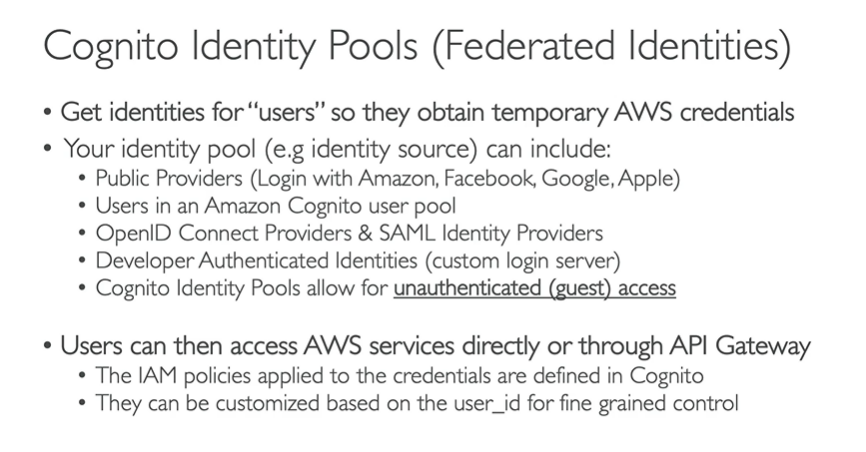 Cognito Identity Pools (Federated Identities)
• Get identities for “users” so they obtain temporary AWS credentials
• Your identity pool (e.g identity source) can include:
• Public Providers (Login with Amazon, Facebook, Google, Apple)
• Users in an Amazon Cognito user pool
• OpenID Connect Providers & SAML Identity Providers
• Developer Authenticated Identities (custom login server)
• Cognito Identity Pools allow for unauthenticated (guest) access
• Users can then access AWS services directly or through API Gateway
• The IAM policies applied to the credentials are defined in Cognito
• They can be customized based on the user_id for fine grained control